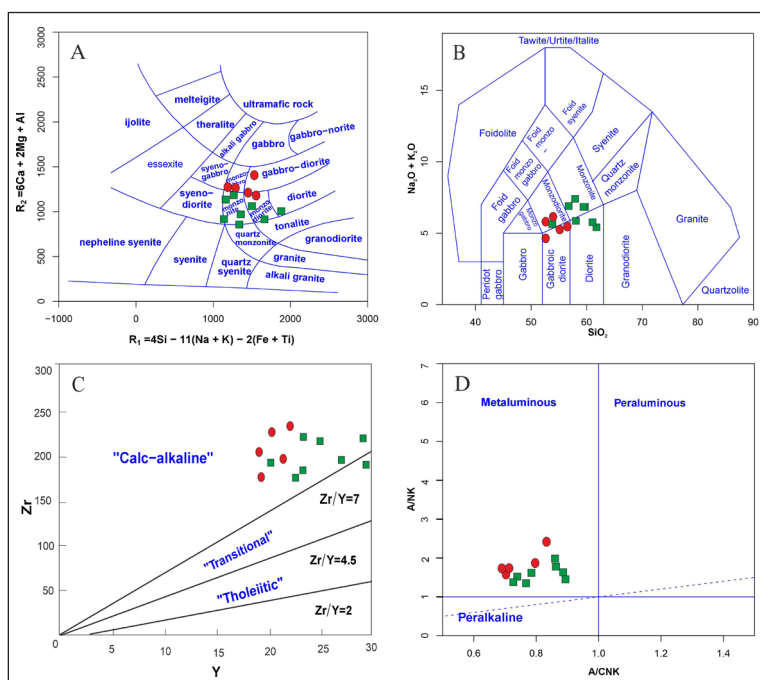 A
3000
2500
2000
1500
1000
500
0
R₂ =6Ca + 2Mg + Al
ultramafic rock
melteigite
ijolite
theralite
alkali gabbro
gabbro
gabbro-norite
essexite
syeno-
gabbro
monzo
gabbro-diorite
syeno-
diorite
monzo
nite
monzo
diorite
diorite
tonalite
quartz
monzonite
granodiorite
nepheline syenite
syenite
quartz
syenite
granite
alkali granite
−1000
0
1000
2000
3000
R₁ =4Si − 11(Na + K) − 2(Fe + Ti)
B
15
10
5
0
Na₂O + K₂O
Tawite/Urtite/Italite
Foidolite
Foid
syenite
Foid
monzo
-
Syenite
Foid
monzo
gabbro
Monzonite
Quartz
monzonite
Foid
gabbro
Monzodiorite
Monzo
gabbro
Granite
Peridot
gabbro
Gabbro
Gabbroic
diorite
Diorite
Granodiorite
Quartzolite
40
50
60
70
80
90
SiO₂
C
300
250
200
150
100
50
0
Zr
"Calc−alkaline"
Zr/Y=7
"Transitional"
Zr/Y=4.5
"Tholeiitic"
Zr/Y=2
5
10
15
20
25
30
Y
D
7
6
5
4
3
2
1
0
A/NK
Metaluminous
Peraluminous
Peralkaline
0.6
0.8
1.0
1.2
1.4
A/CNK